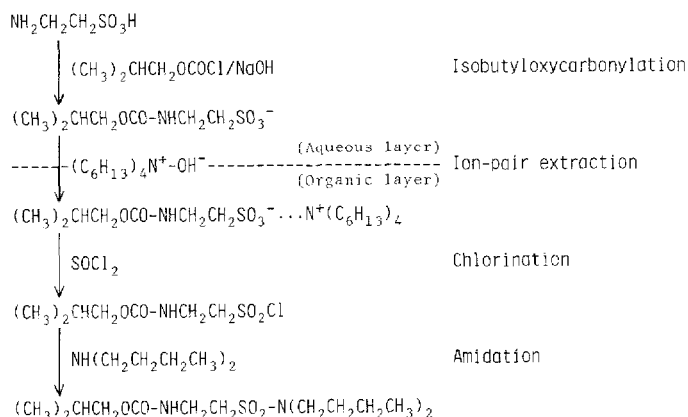 NH₂CH₂CH₂SO₃H
(CH₃)₂CHCH₂OCOCl/NaOH Isobutyloxycarbonylation
(CH₃)₂CHCH₂OCO-NHCH₂CH₂SO₃⁻
(Aqueous layer)
(C₆H₁₃)₄N⁺-OH⁻ Ion-pair extraction
(Organic layer)
(CH₃)₂CHCH₂OCO-NHCH₂CH₂SO₃⁻...N⁺(C₆H₁₃)₄
SOCl₂ Chlorination
(CH₃)₂CHCH₂OCO-NHCH₂CH₂SO₂Cl
NH(CH₂CH₂CH₂CH₃)₂ Amidation
(CH₃)₂CHCH₂OCO-NHCH₂CH₂SO₂-N(CH₂CH₂CH₂CH₃)₂